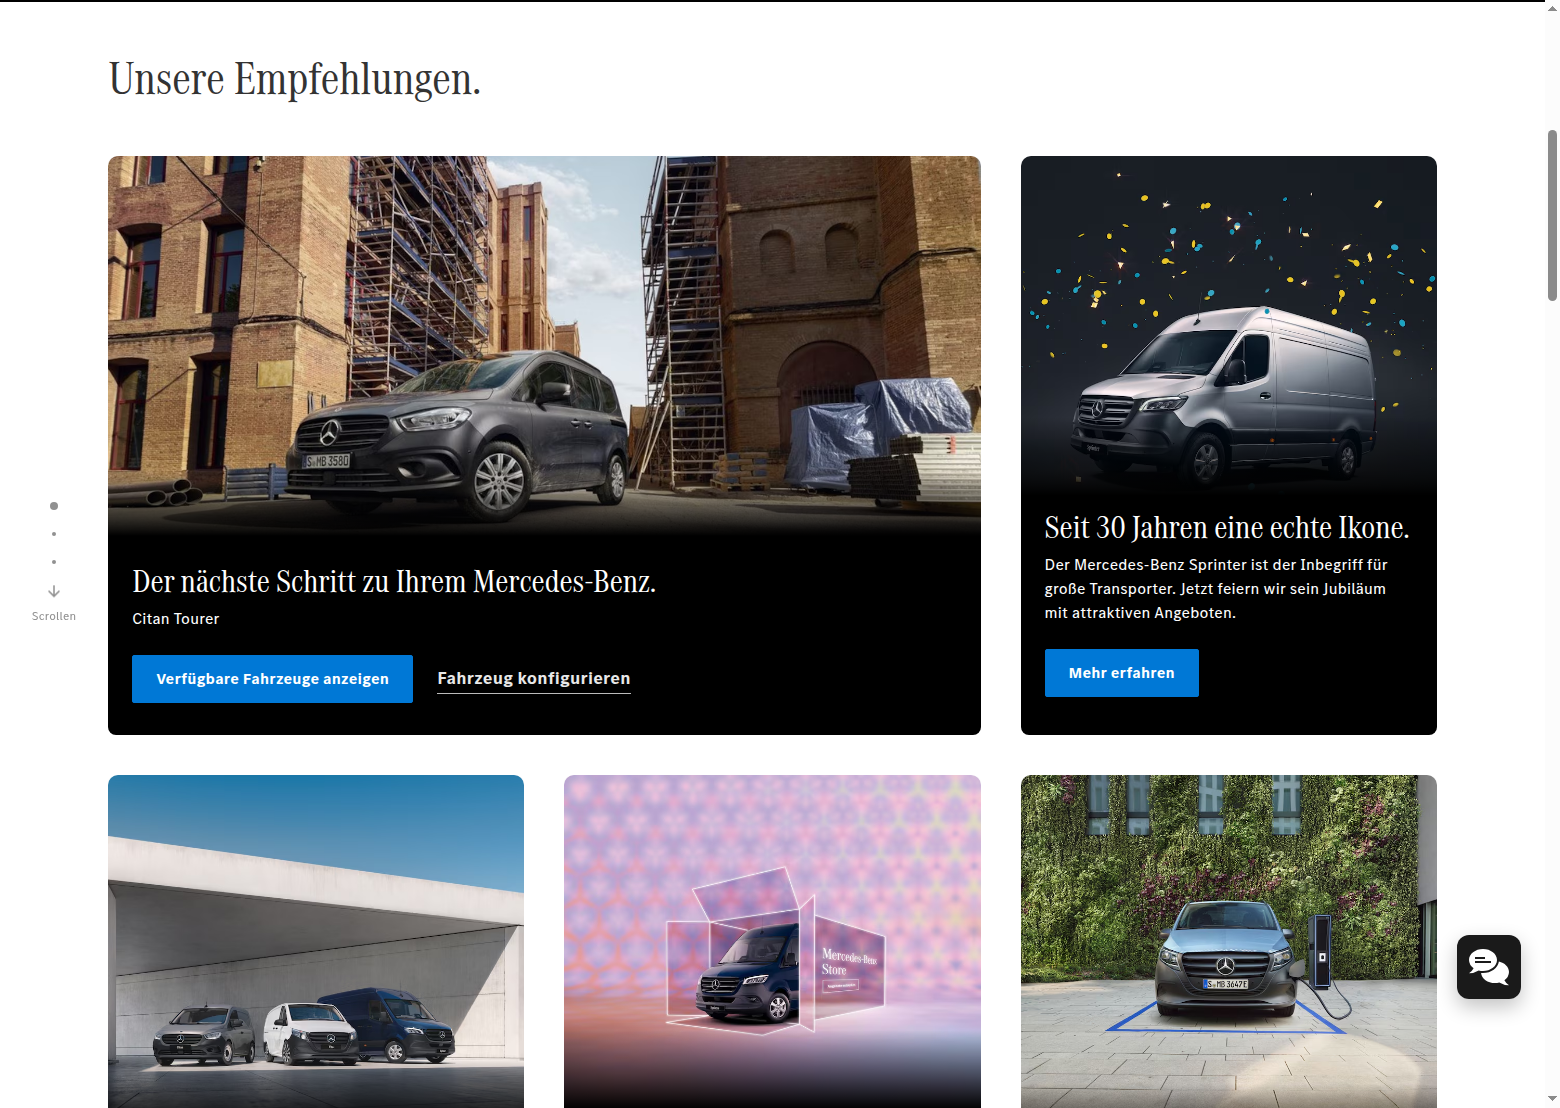 Unsere Empfehlungen.
S MB 3580
Der nächste Schritt zu Ihrem Mercedes-Benz.
Citan Tourer
Verfügbare Fahrzeuge anzeigen
Fahrzeug konfigurieren
Seit 30 Jahren eine echte Ikone.
Der Mercedes-Benz Sprinter ist der Inbegriff für
große Transporter. Jetzt feiern wir sein Jubiläum
mit attraktiven Angeboten.
Mehr erfahren
Scrollen
Mercedes-Benz
Store
S MB 3647E